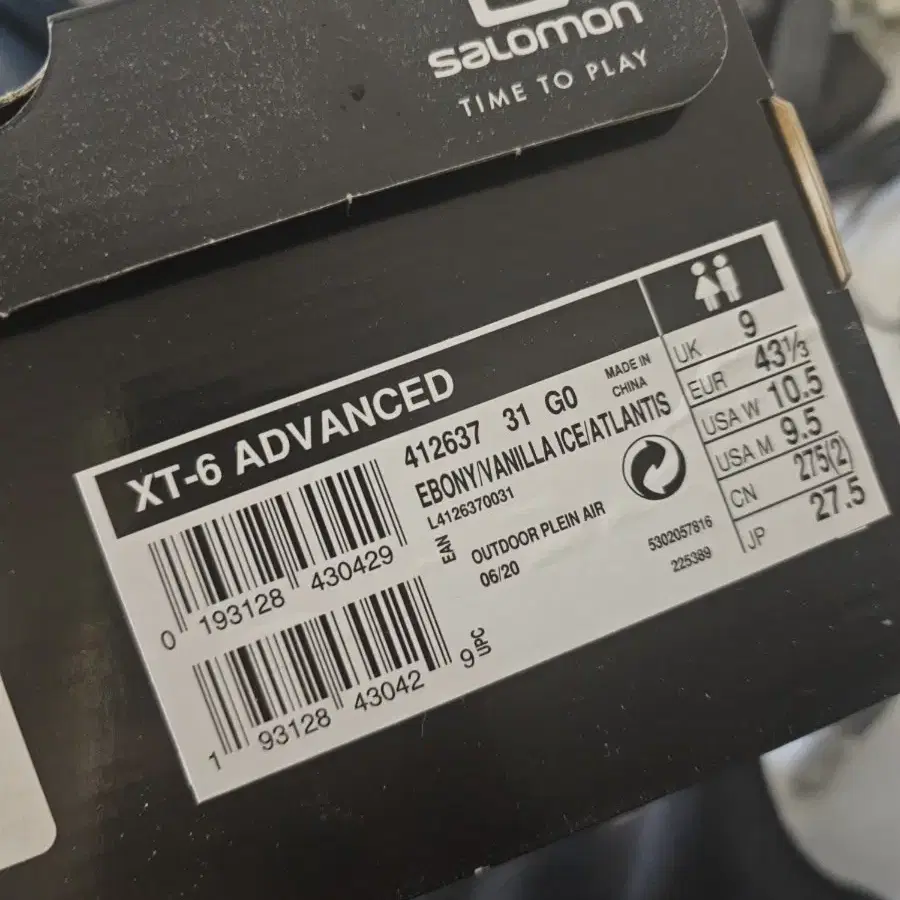 salomon
TIME TO PLAY
XT-6 ADVANCED
412637 31 G0
MADE IN
CHINA
EBONY/VANILLA ICE/ATLANTIS
L4126370031
EAN
OUTDOOR PLEIN AIR
06/20
5302057816
225389
0 193128 430429
1 93128 43042 9
UPC
UK 9
EUR 43⅓
USA W 10.5
USA M 9.5
CN 275(2)
JP 27.5